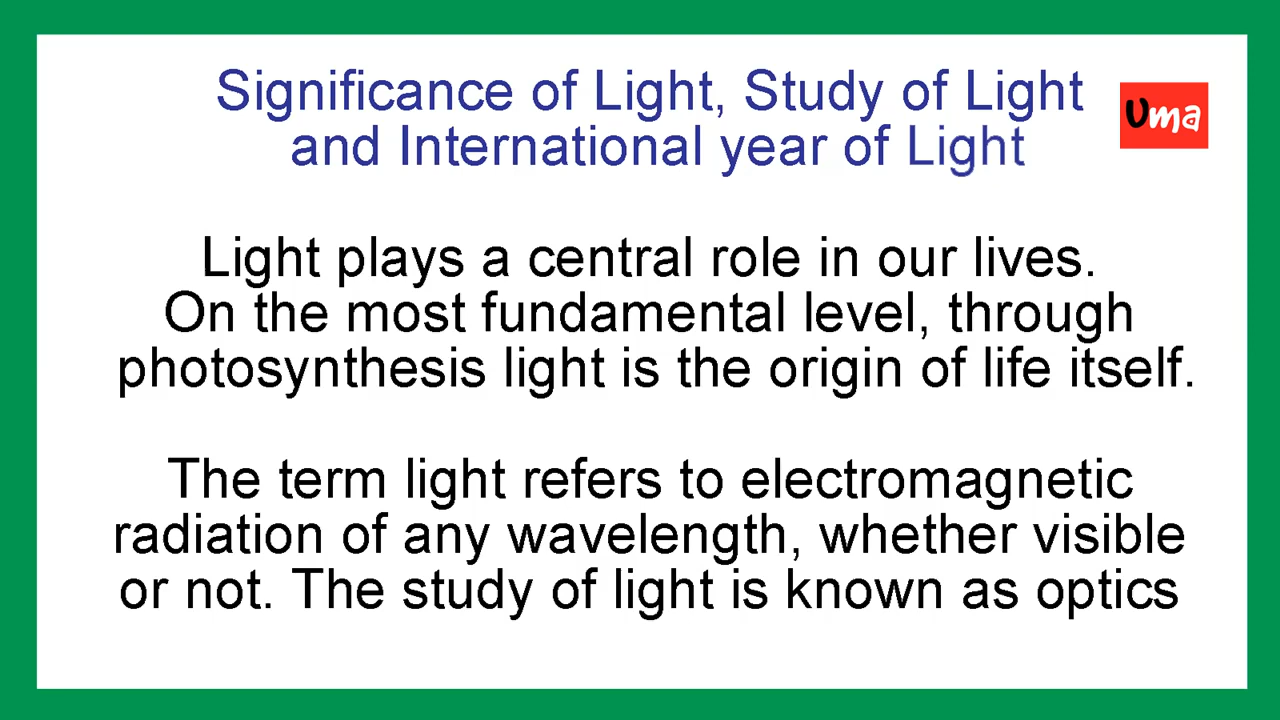 Significance of Light, Study of Light
and International year of Light
Uma
Light plays a central role in our lives.
On the most fundamental level, through
photosynthesis light is the origin of life itself.
The term light refers to electromagnetic
radiation of any wavelength, whether visible
or not. The study of light is known as optics